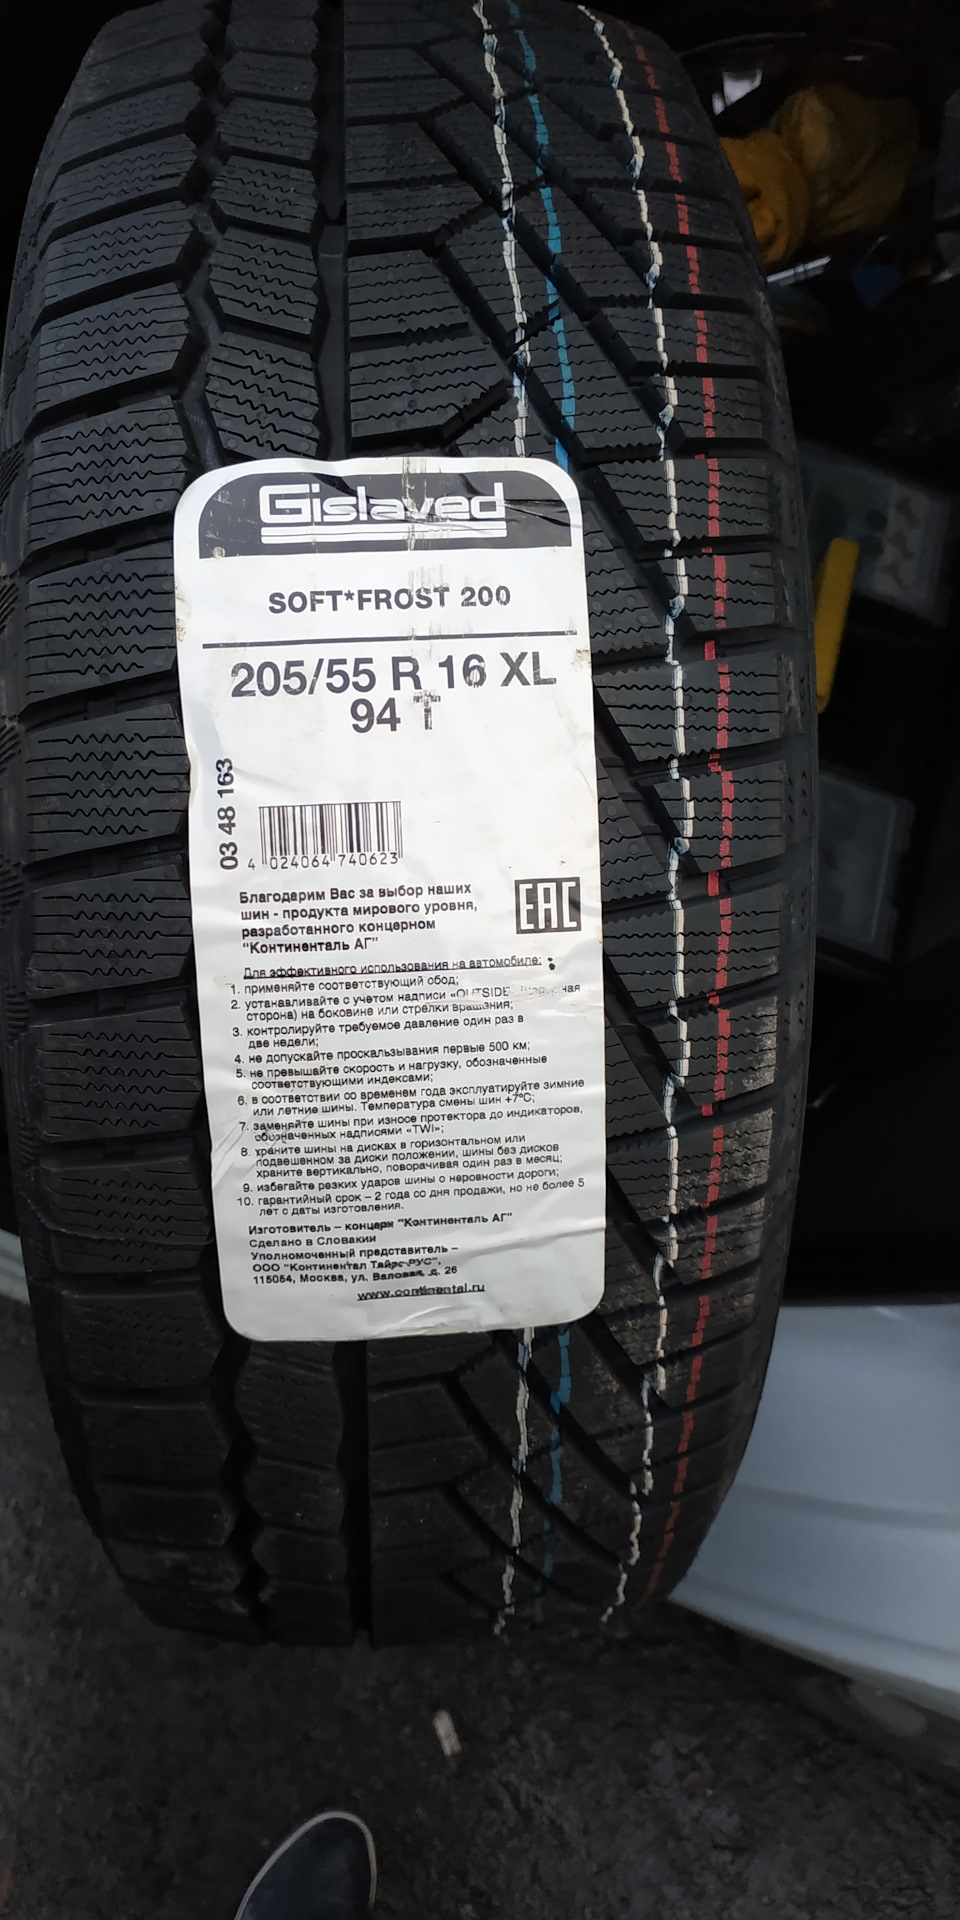 Gislaved
SOFT*FROST 200
205/55 R 16 XL
94 T
03 48 163
4 024064 740623
EAC
Благодарим Вас за выбор наших
шин - продукта мирового уровня,
разработанного концерном
"Континенталь АГ"
Для эффективного использования на автомобиле:
1. применяйте соответствующий обод;
2. устанавливайте с учетом надписи «OUTSIDE
сторона) на боковине или стрелки вращения;
3. контролируйте требуемое давление один раз в
две недели;
4. не допускайте проскальзывания первые 500 км;
5. не превышайте скорость и нагрузку, обозначенные
соответствующими индексами;
6. в соответствии со временем года эксплуатируйте зимние
или летние шины. Температура смены шин +7°C;
7. заменяйте шины при износе протектора до индикаторов,
обозначенных надписями «TWI»;
8. храните шины на дисках в горизонтальном или
подвешенном за диски положении, шины без дисков
храните вертикально, поворачивая один раз в месяц;
9. избегайте резких ударов шины о неровности дороги;
10. гарантийный срок – 2 года со дня продажи, но не более 5
лет с даты изготовления.
Изготовитель – концерн "Континенталь АГ"
Сделано в Словакии
Уполномоченный представитель –
ООО "Континентал Тайрс РУС",
115054, Москва, ул. Валовая, д. 26
www.continental.ru